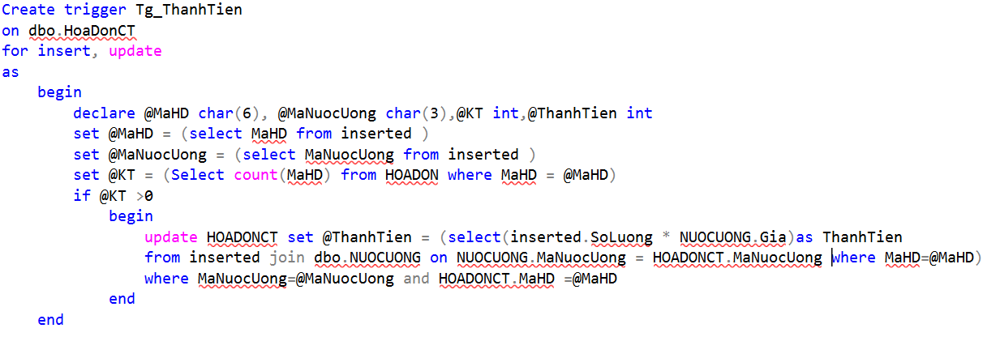 Create trigger Tg_ThanhTien
on dbo.HoaDonCT
for insert, update
as
begin
declare @MaHD char(6), @MaNuocUong char(3),@KT int,@ThanhTien int
set @MaHD = (select MaHD from inserted )
set @MaNuocUong = (select MaNuocUong from inserted )
set @KT = (Select count(MaHD) from HOADON where MaHD = @MaHD)
if @KT >0
begin
update HOADONCT set @ThanhTien = (select(inserted.SoLuong * NUOCUONG.Gia)as ThanhTien
from inserted join dbo.NUOCUONG on NUOCUONG.MaNuocUong = HOADONCT.MaNuocUong where MaHD=@MaHD)
where MaNuocUong=@MaNuocUong and HOADONCT.MaHD =@MaHD
end
end